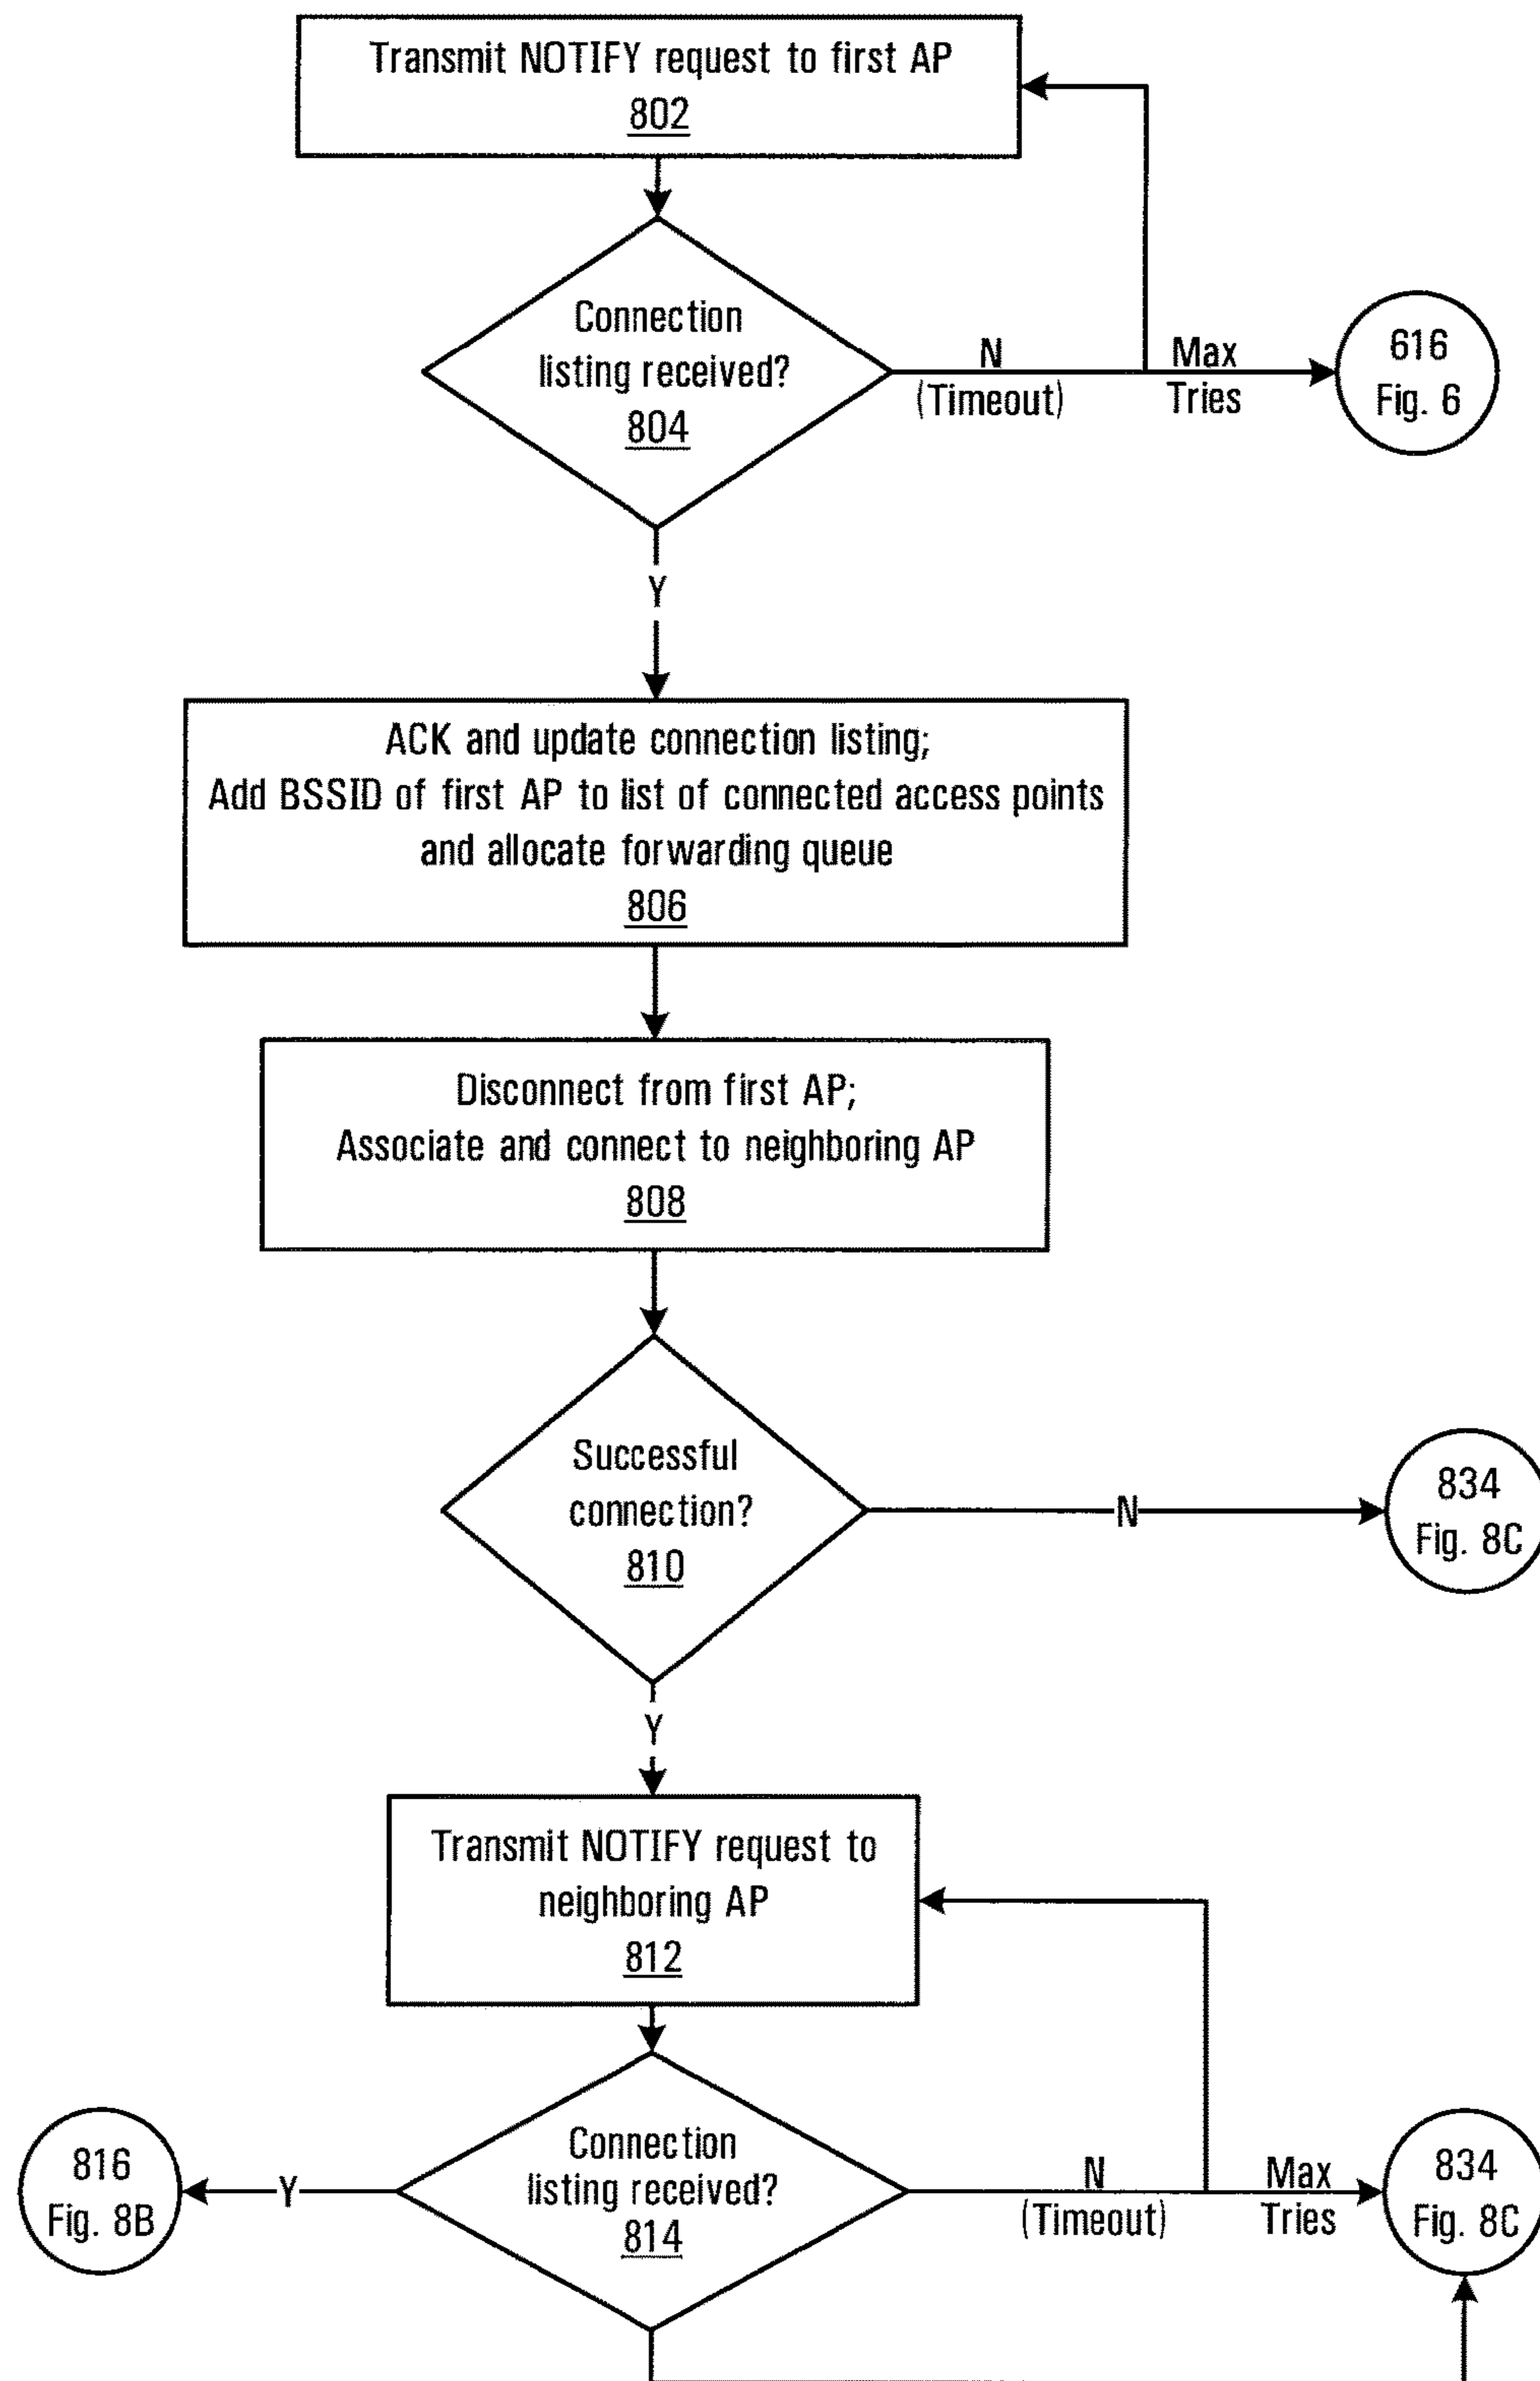 Transmit NOTIFY request to first AP
802
Connection
listing received?
804
N
(Timeout)
Max
Tries
616
Fig. 6
Y
ACK and update connection listing;
Add BSSID of first AP to list of connected access points
and allocate forwarding queue
806
Disconnect from first AP;
Associate and connect to neighboring AP
808
Successful
connection?
810
N
834
Fig. 8C
Y
Transmit NOTIFY request to
neighboring AP
812
816
Fig. 8B
Y
Connection
listing received?
814
N
(Timeout)
Max
Tries
834
Fig. 8C